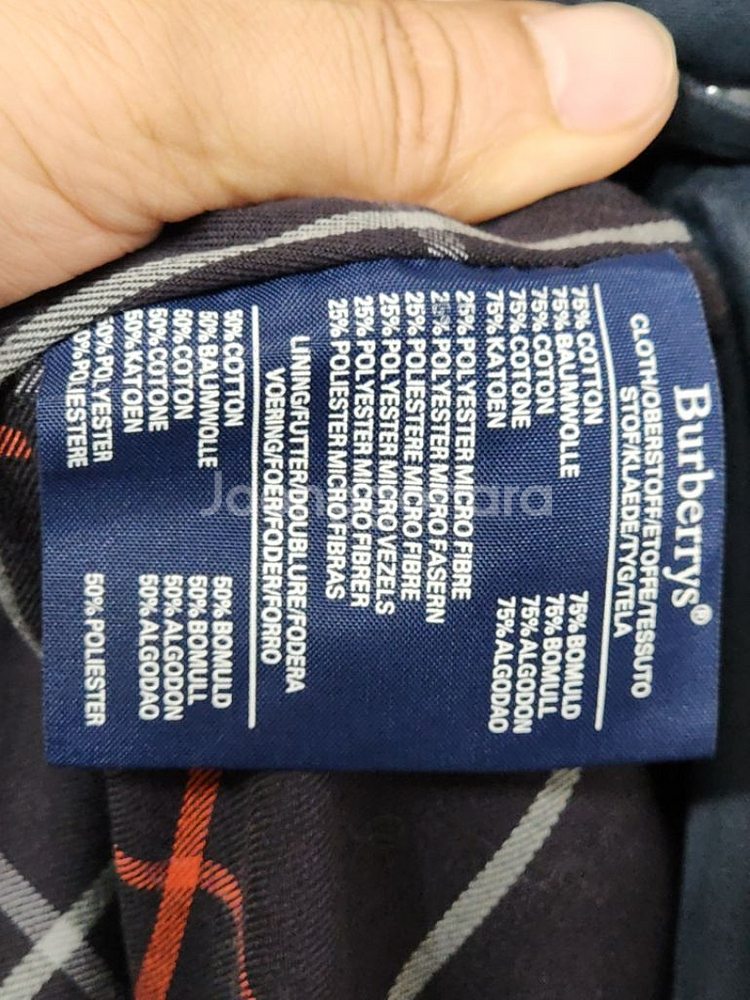 Burberrys®
CLOTH/OBERSTOFF/ETOFFE/TESSUTO
STOF/KLAEDE/TYG/TELA
75% COTTON 75% BOMULD
75% BAUMWOLLE 75% BOMULL
75% COTON 75% ALGODON
75% COTONE 75% ALGODAO
75% KATOEN
25% POLYESTER MICRO FIBRE
25% POLYESTER MICRO FASERN
25% POLIESTERE MICRO FIBRE
25% POLYESTER MICRO VEZELS
25% POLYESTER MICRO FIBRER
25% POLIESTER MICRO FIBRAS
LINING/FUTTER/DOUBLURE/FODERA
VOERING/FOER/FODER/FORRO
50% COTTON 50% BOMULD
50% BAUMWOLLE 50% BOMULL
50% COTON 50% ALGODON
50% COTONE 50% ALGODAO
50% KATOEN
50% POLYESTER
50% POLIESTERE 50% POLIESTER